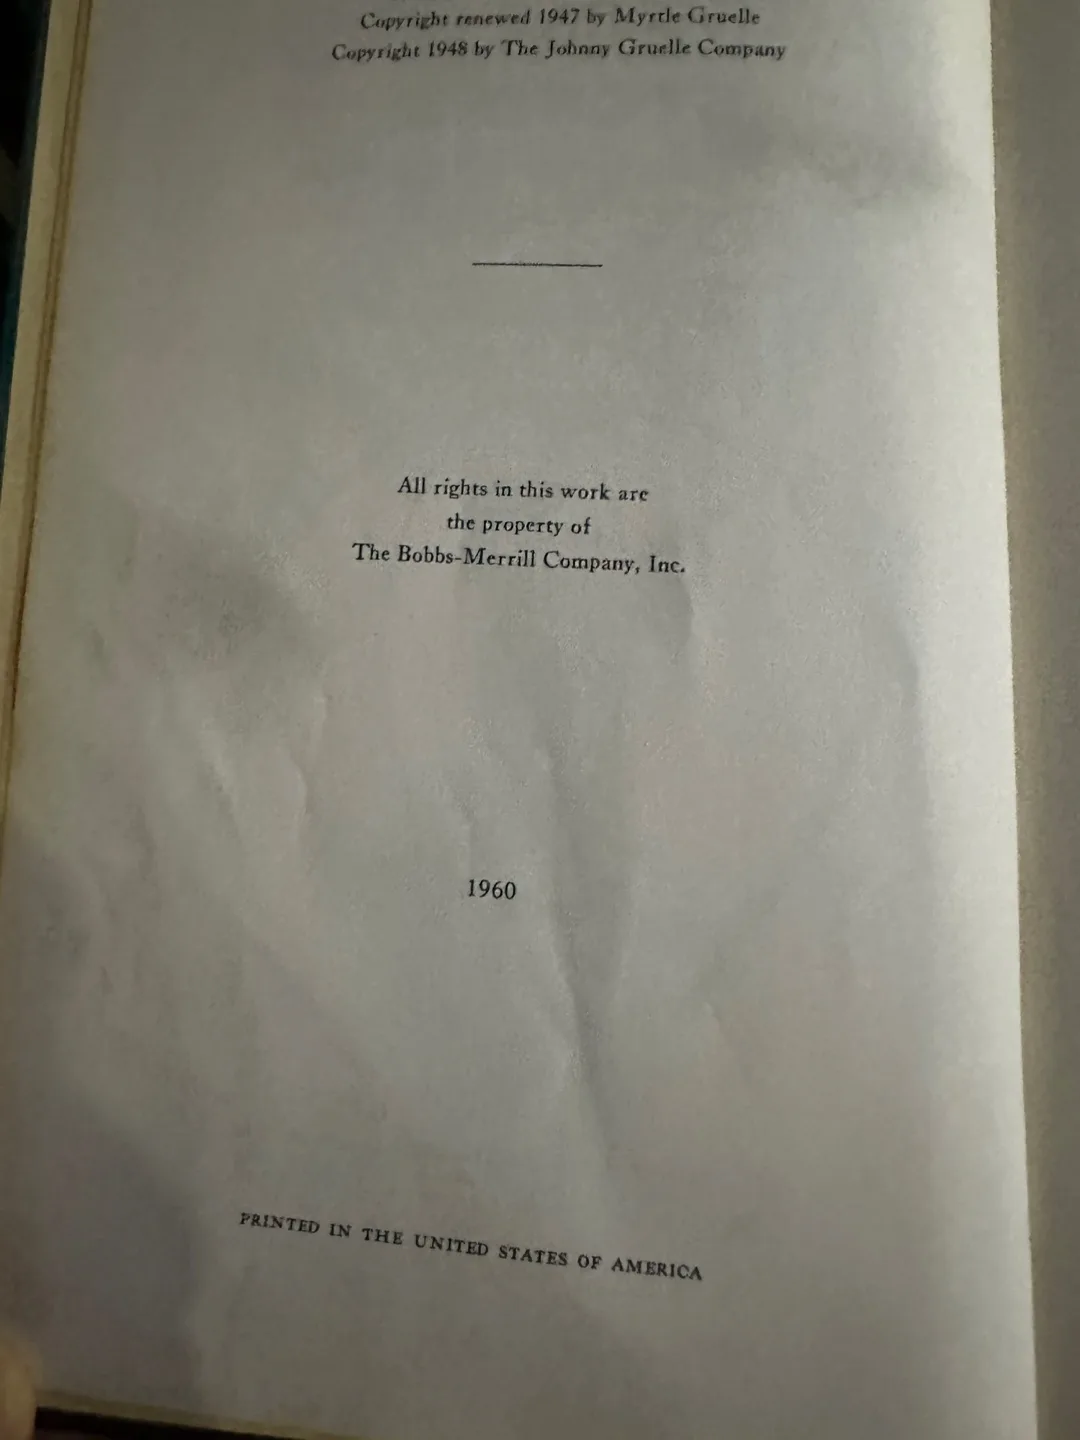 Copyright renewed 1947 by Myrtle Gruelle
Copyright 1948 by The Johnny Gruelle Company
All rights in this work are
the property of
The Bobbs-Merrill Company, Inc.
1960
PRINTED IN THE UNITED STATES OF AMERICA